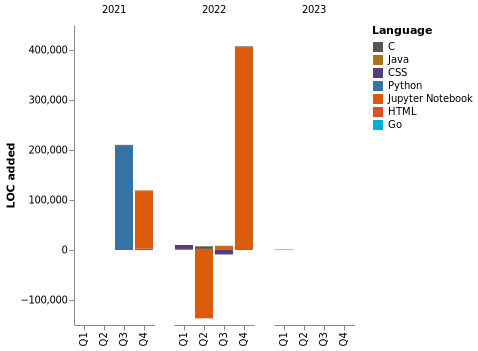 2021
2022
2023
Language
C
Java
CSS
Python
Jupyter Notebook
HTML
Go
LOC added
400,000
300,000
200,000
100,000
0
−100,000
Q1
Q2
Q3
Q4
Q1
Q2
Q3
Q4
Q1
Q2
Q3
Q4